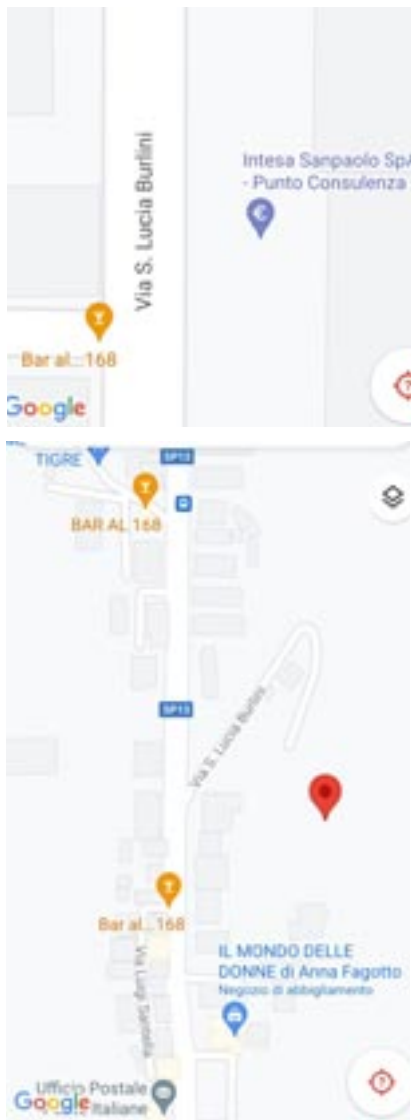 Via S. Lucia Burlini
Intesa Sanpaolo SpA
- Punto Consulenza
Bar al...168
Google
TIGRE
SP13
BAR AL 168
SP13
Via S. Lucia Burlini...
Bar al...168
IL MONDO DELLE
DONNE di Anna Fagotto
Negozio di abbigliamento
Via Luigi
Ufficio Postale
Italiane
Google